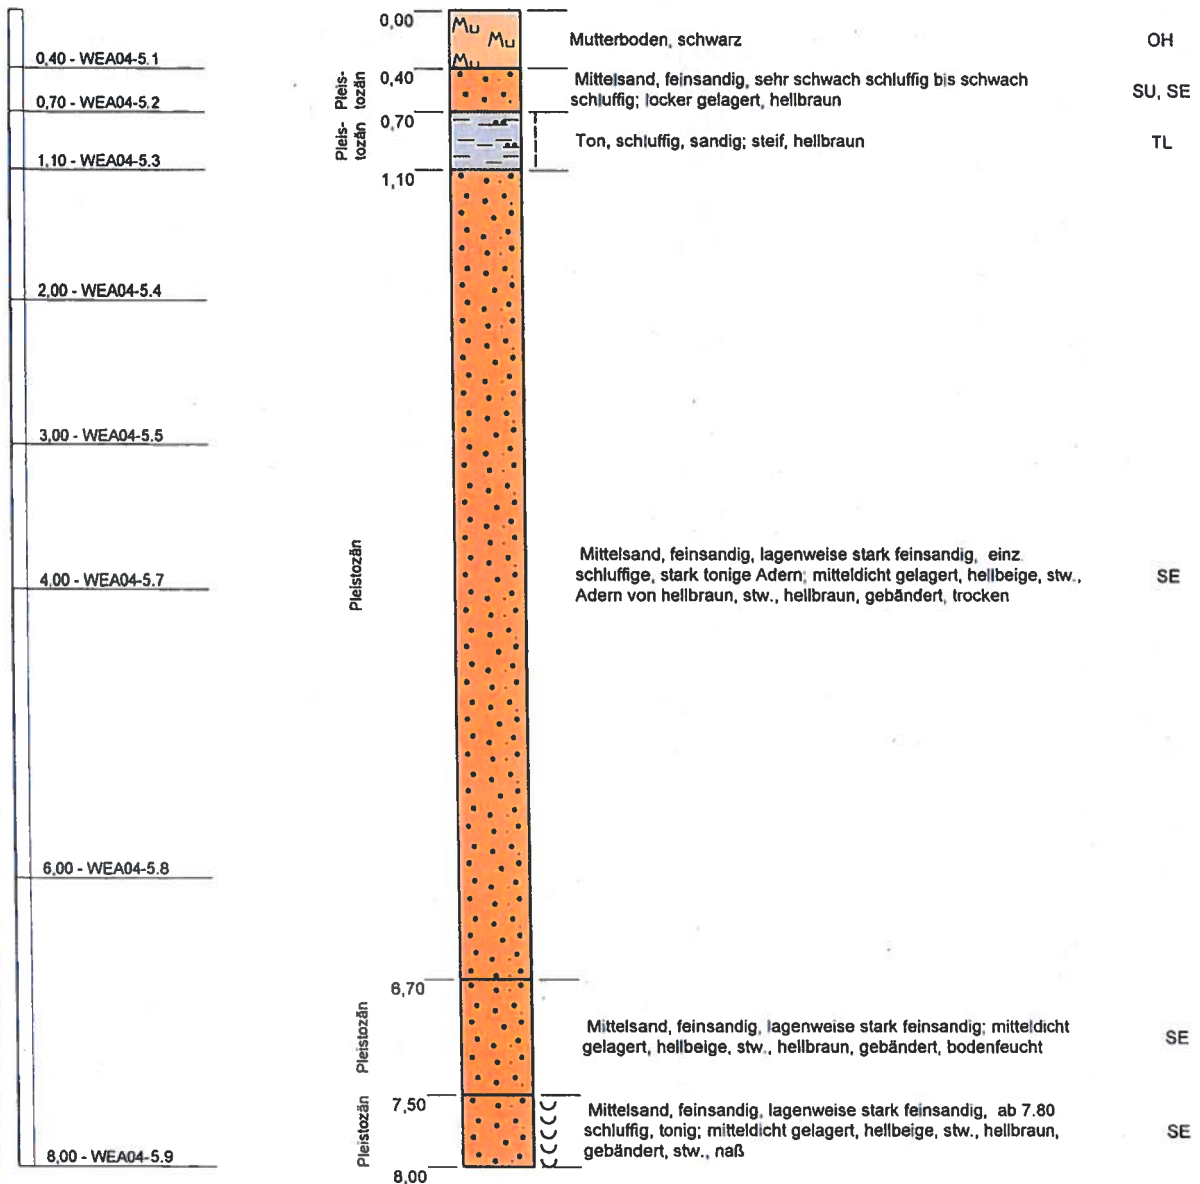 0,00
Mu
Mu
Mu
Mutterboden, schwarz
OH
0,40 - WEA04-5.1
0,40
Pleis-
tozän
Mittelsand, feinsandig, sehr schwach schluffig bis schwach
schluffig; locker gelagert, hellbraun
SU, SE
0,70 - WEA04-5.2
0,70
Pleis-
tozän
Ton, schluffig, sandig; steif, hellbraun
TL
1,10 - WEA04-5.3
1,10
2,00 - WEA04-5.4
3,00 - WEA04-5.5
4,00 - WEA04-5.7
Pleistozän
Mittelsand, feinsandig, lagenweise stark feinsandig, einz.
schluffige, stark tonige Adern; mitteldicht gelagert, hellbeige, stw.,
Adern von hellbraun, stw., hellbraun, gebändert, trocken
SE
6,00 - WEA04-5.8
6,70
Pleistozän
Mittelsand, feinsandig, lagenweise stark feinsandig; mitteldicht
gelagert, hellbeige, stw., hellbraun, gebändert, bodenfeucht
SE
7,50
Pleistozän
Mittelsand, feinsandig, lagenweise stark feinsandig, ab 7.80
schluffig, tonig; mitteldicht gelagert, hellbeige, stw., hellbraun,
gebändert, stw., naß
SE
8,00 - WEA04-5.9
8,00